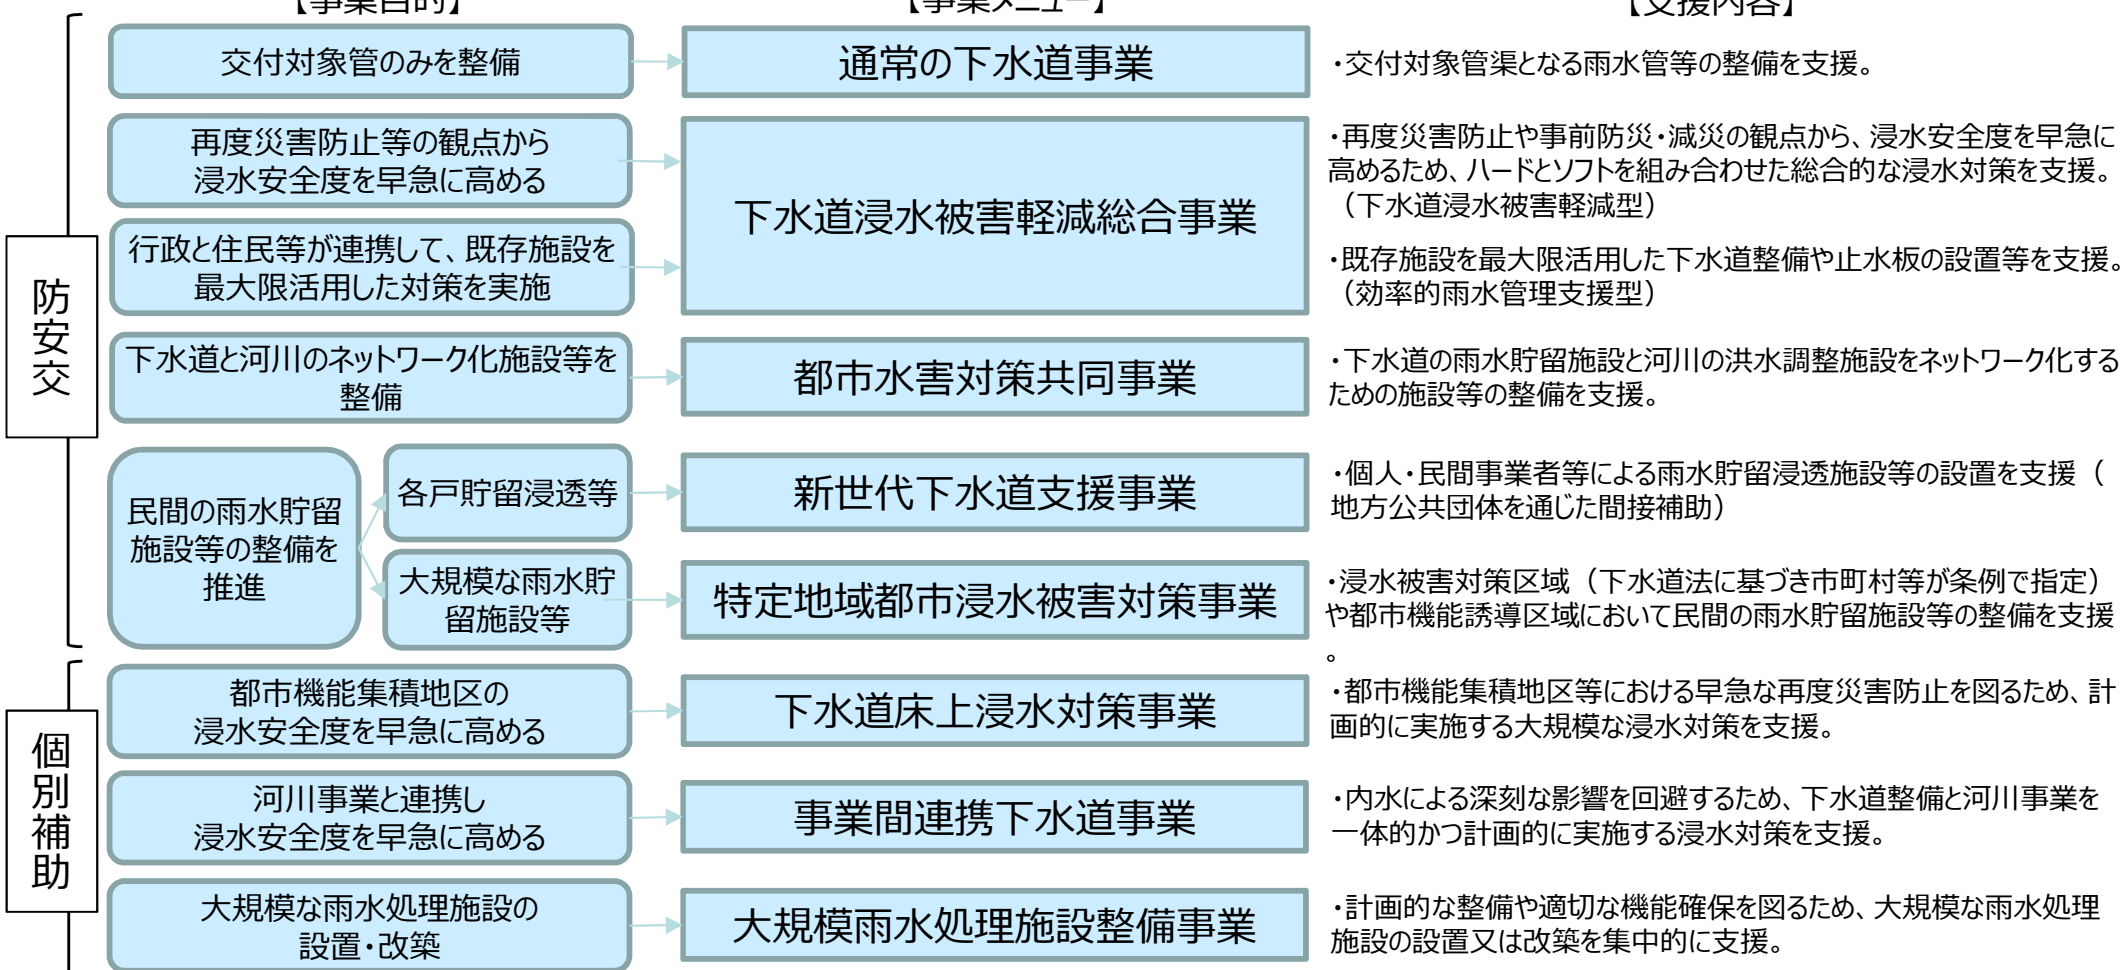 【事業目的】
【事業メニュー】
【支援内容】
防安交
交付対象管のみを整備
通常の下水道事業
・交付対象管渠となる雨水管等の整備を支援。
再度災害防止等の観点から
浸水安全度を早急に高める
行政と住民等が連携して、既存施設を
最大限活用した対策を実施
下水道浸水被害軽減総合事業
・再度災害防止や事前防災・減災の観点から、浸水安全度を早急に
高めるため、ハードとソフトを組み合わせた総合的な浸水対策を支援。
（下水道浸水被害軽減型）
・既存施設を最大限活用した下水道整備や止水板の設置等を支援。
（効率的雨水管理支援型）
下水道と河川のネットワーク化施設等を
整備
都市水害対策共同事業
・下水道の雨水貯留施設と河川の洪水調整施設をネットワーク化する
ための施設等の整備を支援。
民間の雨水貯留
施設等の整備を
推進
各戸貯留浸透等
新世代下水道支援事業
・個人・民間事業者等による雨水貯留浸透施設等の設置を支援（
地方公共団体を通じた間接補助）
大規模な雨水貯
留施設等
特定地域都市浸水被害対策事業
・浸水被害対策区域（下水道法に基づき市町村等が条例で指定）
や都市機能誘導区域において民間の雨水貯留施設等の整備を支援
。
個別補助
都市機能集積地区の
浸水安全度を早急に高める
下水道床上浸水対策事業
・都市機能集積地区等における早急な再度災害防止を図るため、計
画的に実施する大規模な浸水対策を支援。
河川事業と連携し
浸水安全度を早急に高める
事業間連携下水道事業
・内水による深刻な影響を回避するため、下水道整備と河川事業を
一体的かつ計画的に実施する浸水対策を支援。
大規模な雨水処理施設の
設置・改築
大規模雨水処理施設整備事業
・計画的な整備や適切な機能確保を図るため、大規模な雨水処理
施設の設置又は改築を集中的に支援。